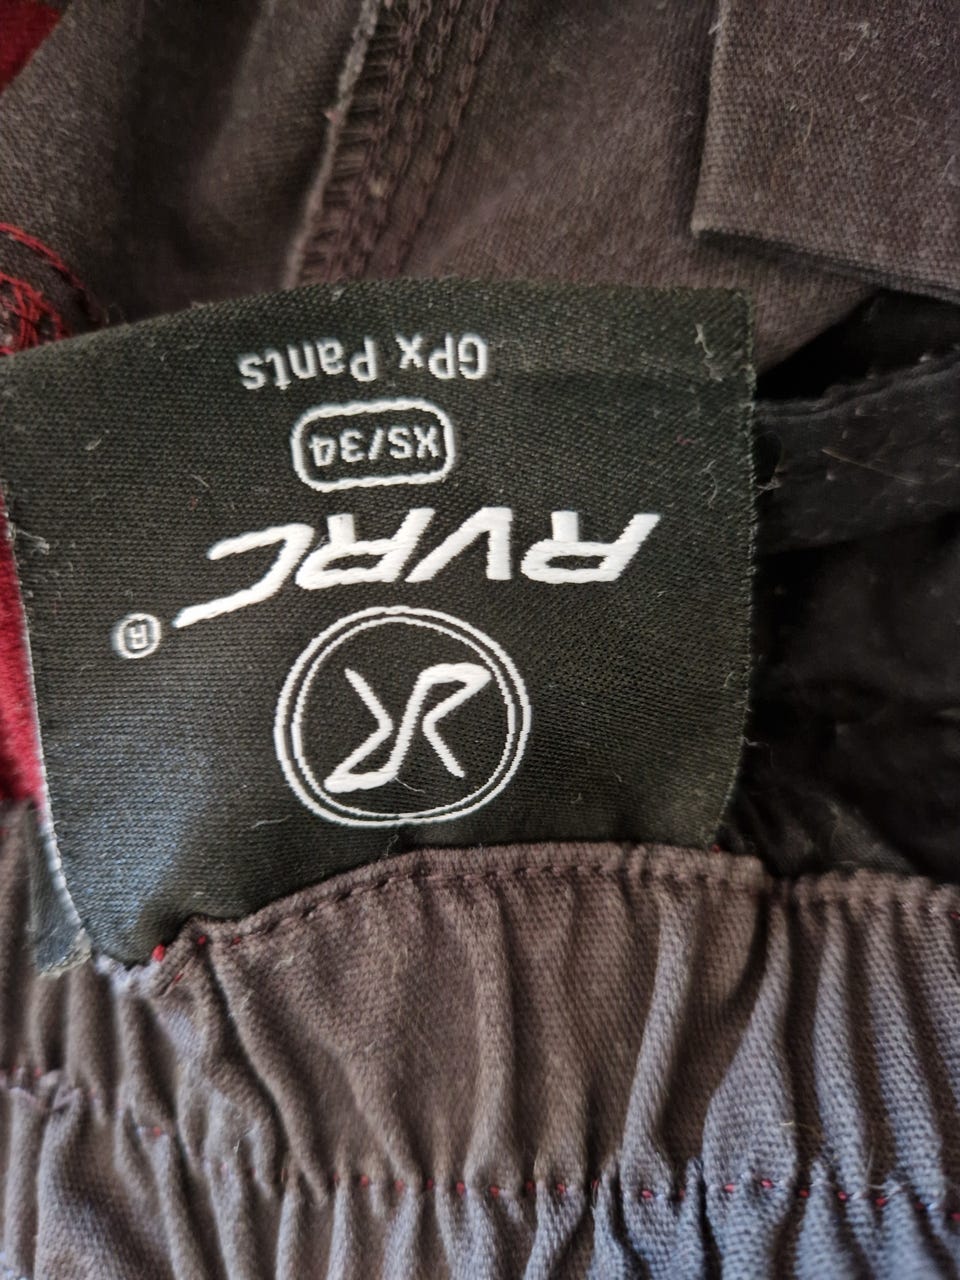 RVRC
®
XS/34
GPx Pants